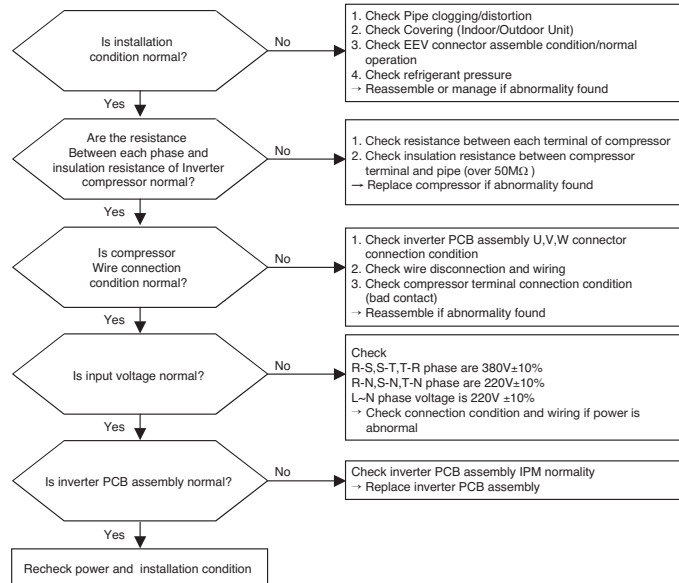 Is installation
condition normal?
No
1. Check Pipe clogging/distortion
2. Check Covering (Indoor/Outdoor Unit)
3. Check EEV connector assemble condition/normal
operation
4. Check refrigerant pressure
→ Reassemble or manage if abnormality found
Yes
Are the resistance
Between each phase and
insulation resistance of Inverter
compressor normal?
No
1. Check resistance between each terminal of compressor
2. Check insulation resistance between compressor
terminal and pipe (over 50MΩ )
→ Replace compressor if abnormality found
Yes
Is compressor
Wire connection
condition normal?
No
1. Check inverter PCB assembly U,V,W connector
connection condition
2. Check wire disconnection and wiring
3. Check compressor terminal connection condition
(bad contact)
→ Reassemble if abnormality found
Yes
Is input voltage normal?
No
Check
R-S,S-T,T-R phase are 380V±10%
R-N,S-N,T-N phase are 220V±10%
L~N phase voltage is 220V ±10%
→ Check connection condition and wiring if power is
abnormal
Yes
Is inverter PCB assembly normal?
No
Check inverter PCB assembly IPM normality
→ Replace inverter PCB assembly
Yes
Recheck power and installation condition